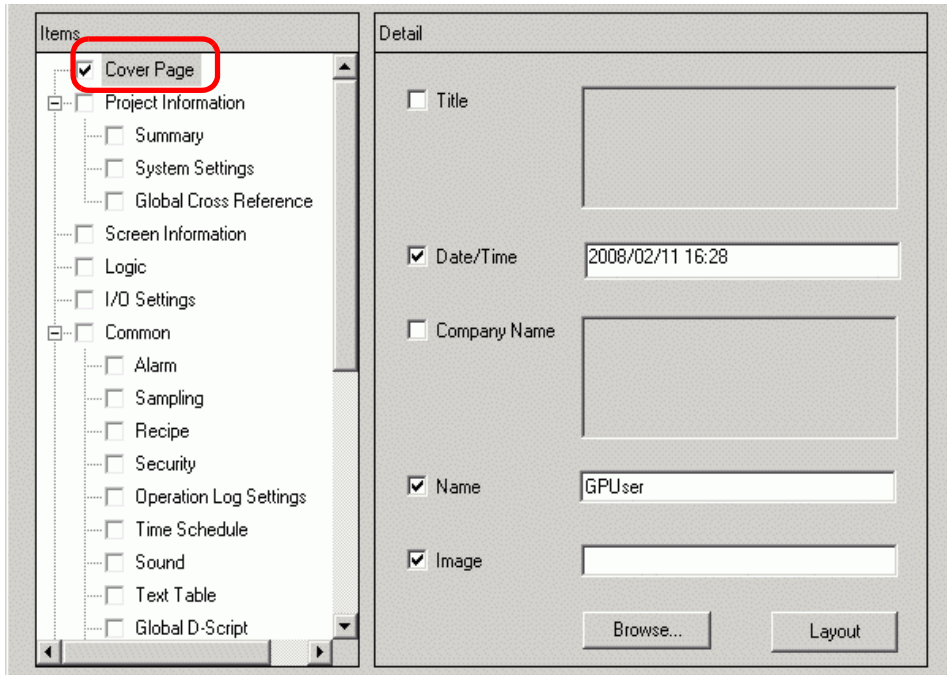 Items
Cover Page
Project Information
Summary
System Settings
Global Cross Reference
Screen Information
Logic
I/O Settings
Common
Alarm
Sampling
Recipe
Security
Operation Log Settings
Time Schedule
Sound
Text Table
Global D-Script
Detail
Title
Date/Time
2008/02/11 16:28
Company Name
Name
GPUser
Image
Browse...
Layout